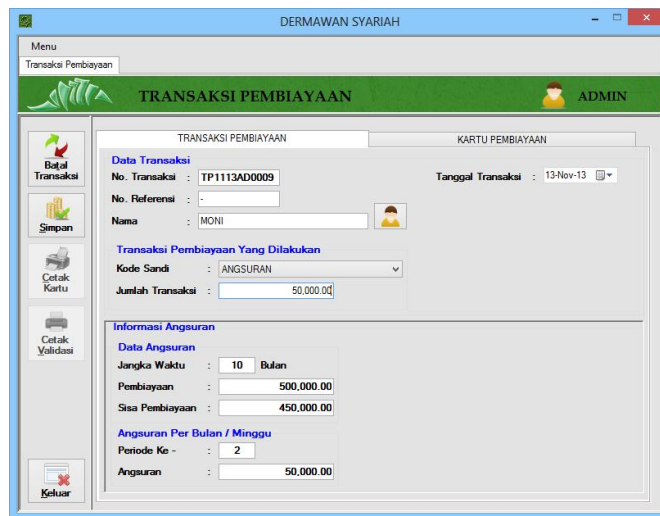 DERMAWAN SYARIAH
Menu
Transaksi Pembiayaan
TRANSAKSI PEMBIAYAAN
ADMIN
Batal Transaksi
Simpan
Cetak Kartu
Cetak Validasi
Keluar
TRANSAKSI PEMBIAYAAN KARTU PEMBIAYAAN
Data Transaksi
No. Transaksi : TP1113AD0009 Tanggal Transaksi : 13-Nov-13
No. Referensi : -
Nama : MONI
Transaksi Pembiayaan Yang Dilakukan
Kode Sandi : ANGSURAN
Jumlah Transaksi : 50,000.00
Informasi Angsuran
Data Angsuran
Jangka Waktu : 10 Bulan
Pembiayaan : 500,000.00
Sisa Pembiayaan : 450,000.00
Angsuran Per Bulan / Minggu
Periode Ke - : 2
Angsuran : 50,000.00